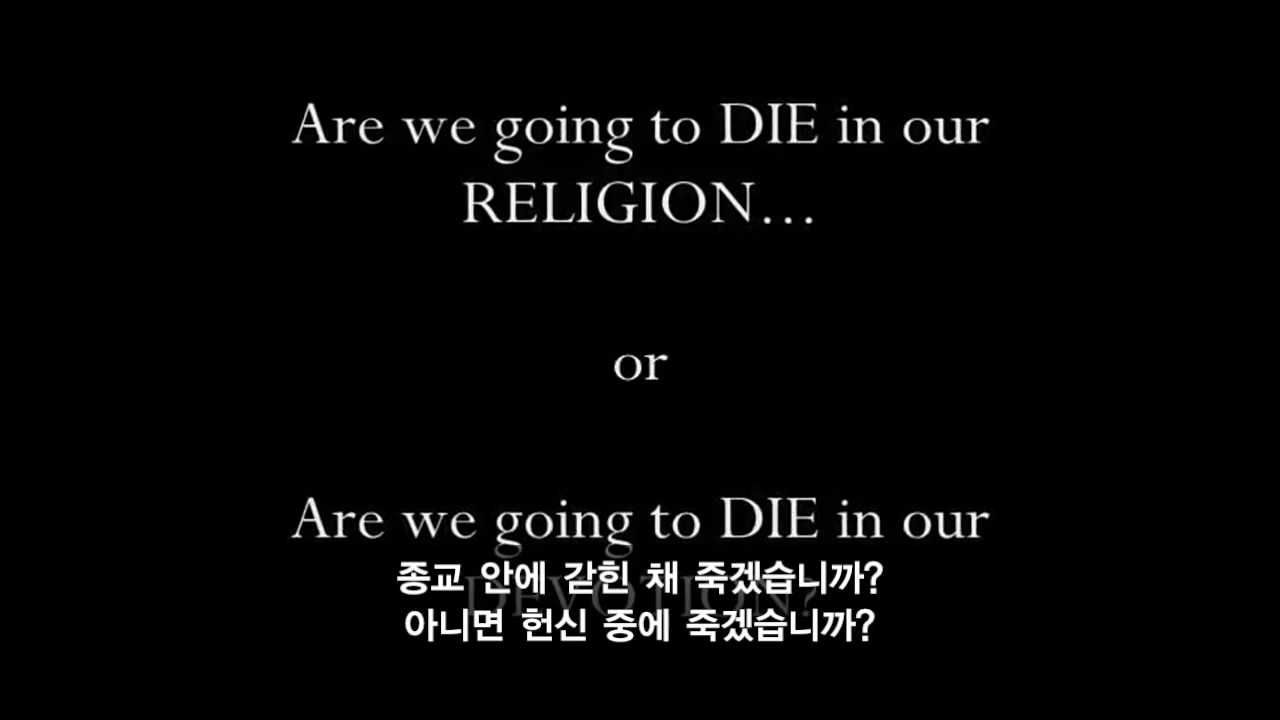 Are we going to DIE in our
RELIGION…
or
Are we going to DIE in our
DEVOTION?
종교 안에 갇힌 채 죽겠습니까?
아니면 헌신 중에 죽겠습니까?